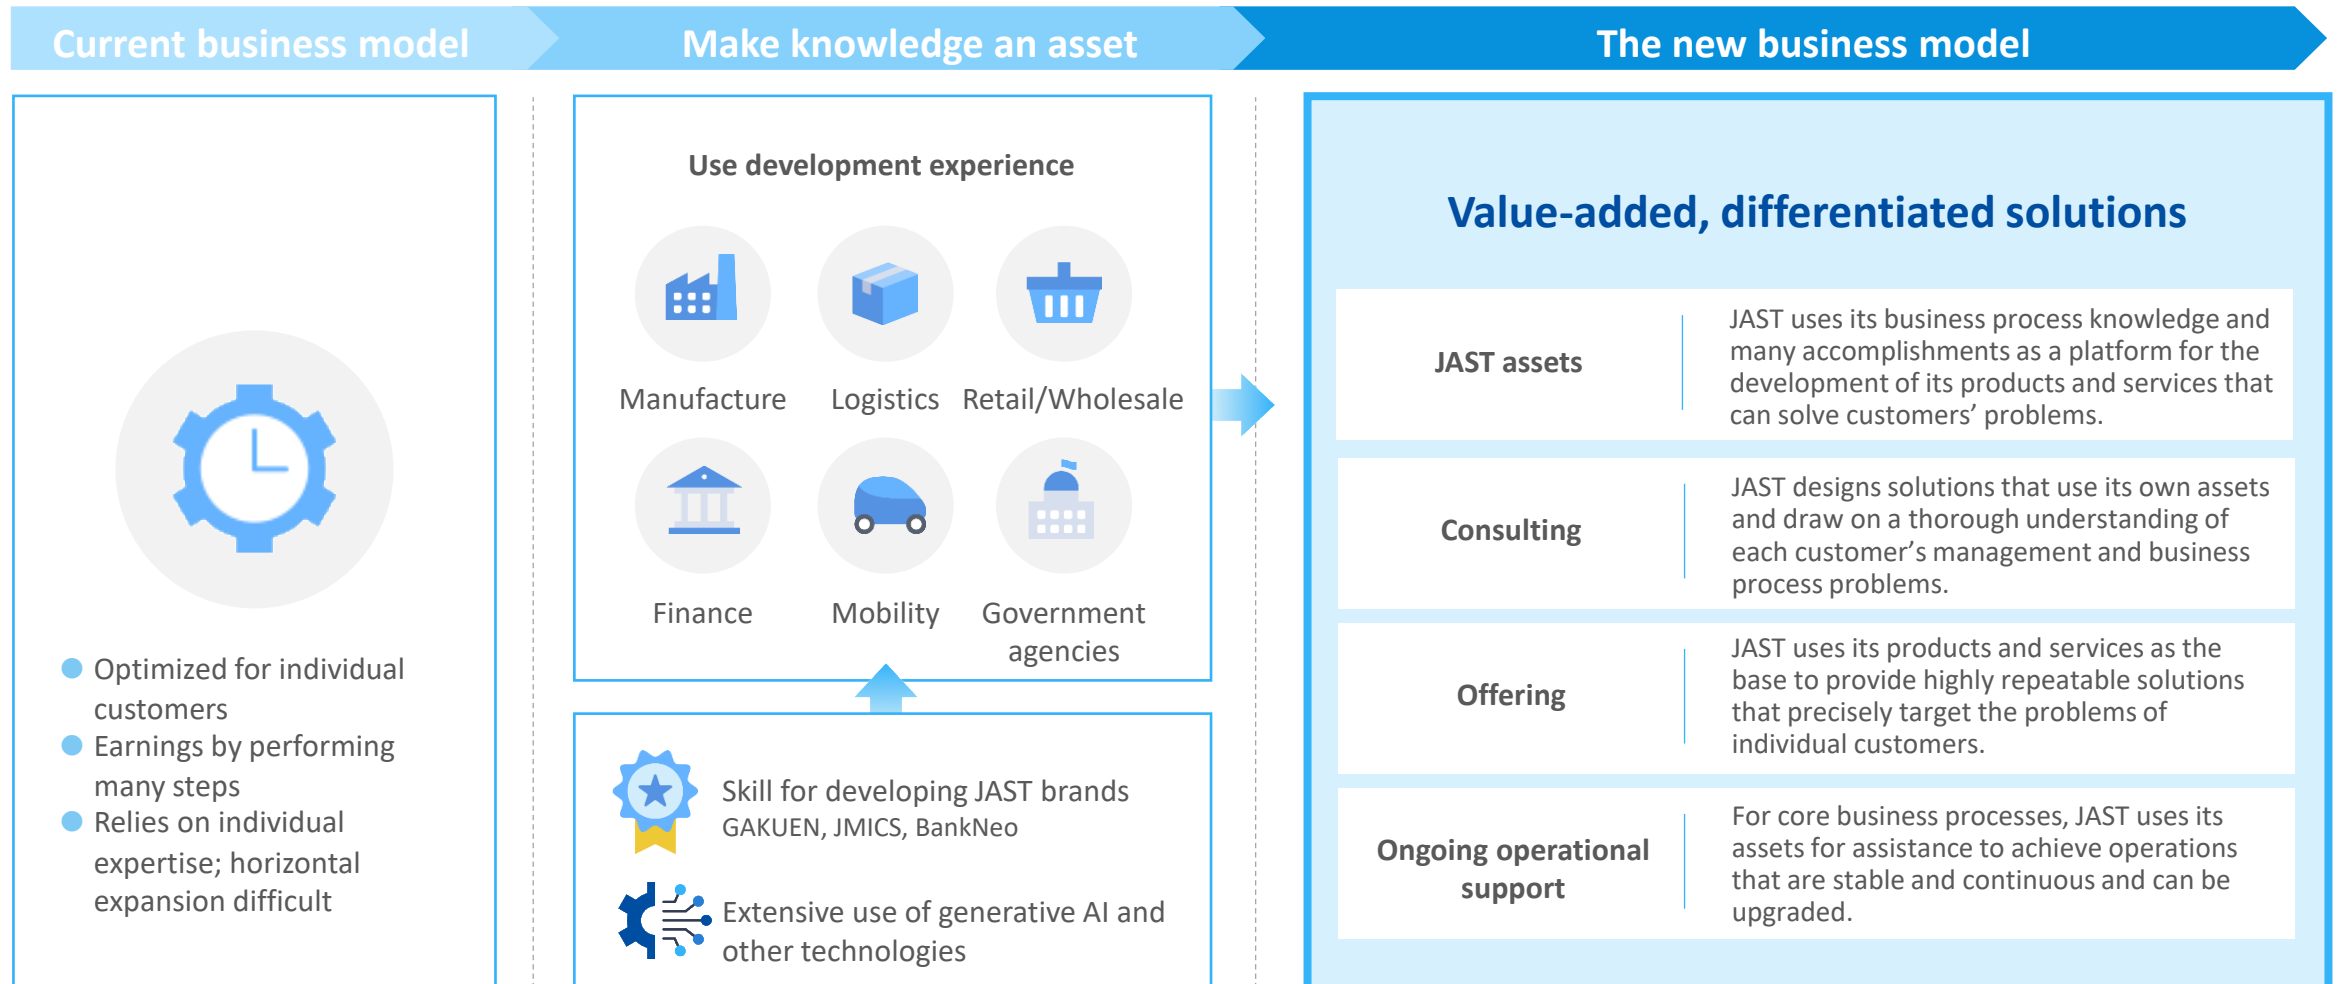 Current business model
Make knowledge an asset
The new business model
Optimized for individual
customers
Earnings by performing
many steps
Relies on individual
expertise; horizontal
expansion difficult
Use development experience
Manufacture
Logistics
Retail/Wholesale
Finance
Mobility
Government
agencies
Skill for developing JAST brands
GAKUEN, JMICS, BankNeo
Extensive use of generative AI and
other technologies
Value-added, differentiated solutions
JAST assets
JAST uses its business process knowledge and
many accomplishments as a platform for the
development of its products and services that
can solve customers’ problems.
Consulting
JAST designs solutions that use its own assets
and draw on a thorough understanding of
each customer’s management and business
process problems.
Offering
JAST uses its products and services as the
base to provide highly repeatable solutions
that precisely target the problems of
individual customers.
Ongoing operational
support
For core business processes, JAST uses its
assets for assistance to achieve operations
that are stable and continuous and can be
upgraded.